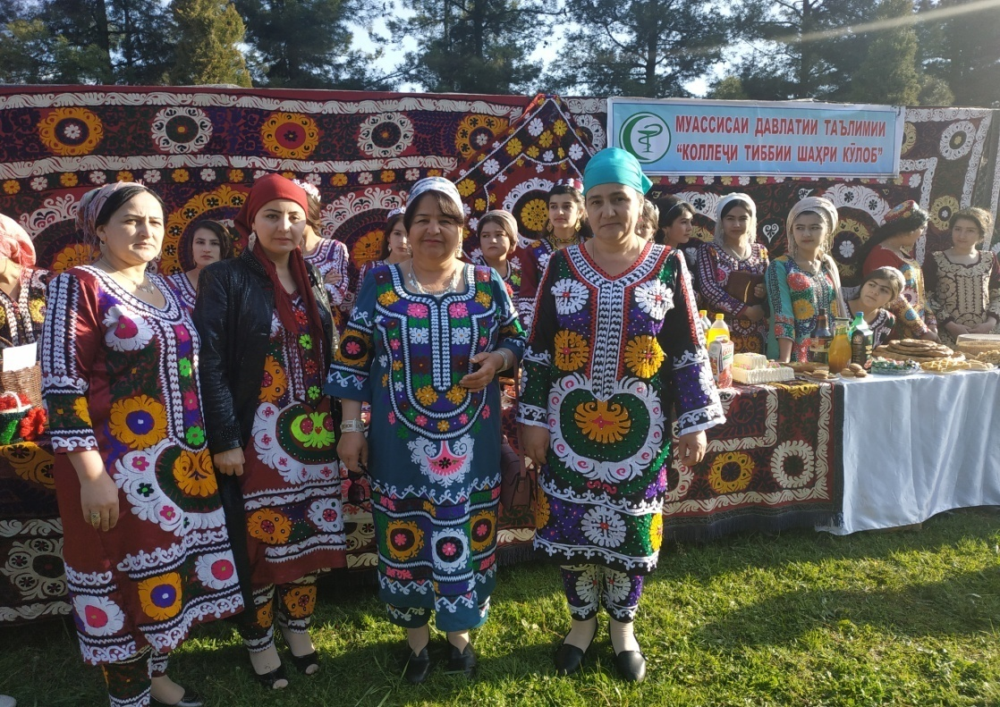 МУАССИСАИ ДАВЛАТИИ ТАЪЛИМИИ
"КОЛЛЕҶИ ТИББИИ ШАҲРИ КӮЛОБ"